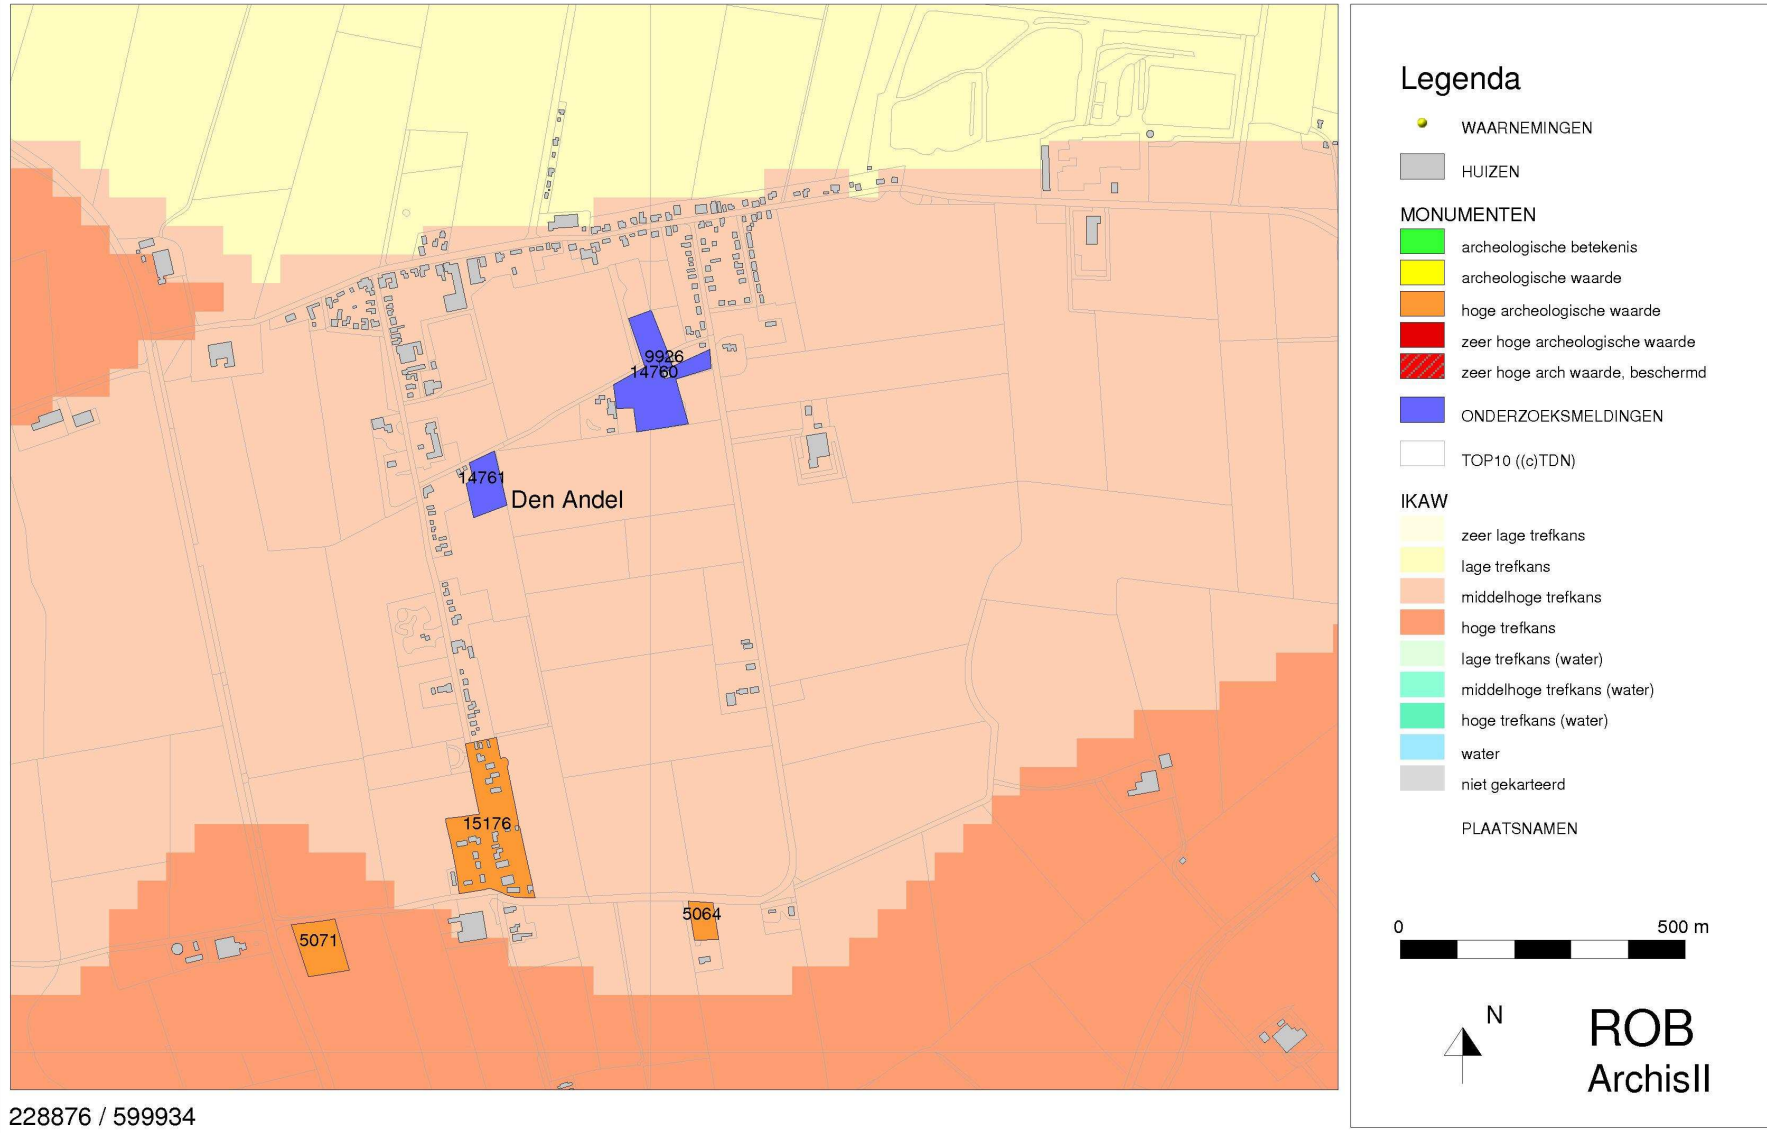 9926
14760
14761
Den Andel
15176
5064
5071
228876 / 599934
Legenda
WAARNEMINGEN
HUIZEN
MONUMENTEN
archeologische betekenis
archeologische waarde
hoge archeologische waarde
zeer hoge archeologische waarde
zeer hoge arch waarde, beschermd
ONDERZOEKSMELDINGEN
TOP10 ((c)TDN)
IKAW
zeer lage trefkans
lage trefkans
middelhoge trefkans
hoge trefkans
lage trefkans (water)
middelhoge trefkans (water)
hoge trefkans (water)
water
niet gekarteerd
PLAATSNAMEN
0 500 m
N
ROB
ArchisII